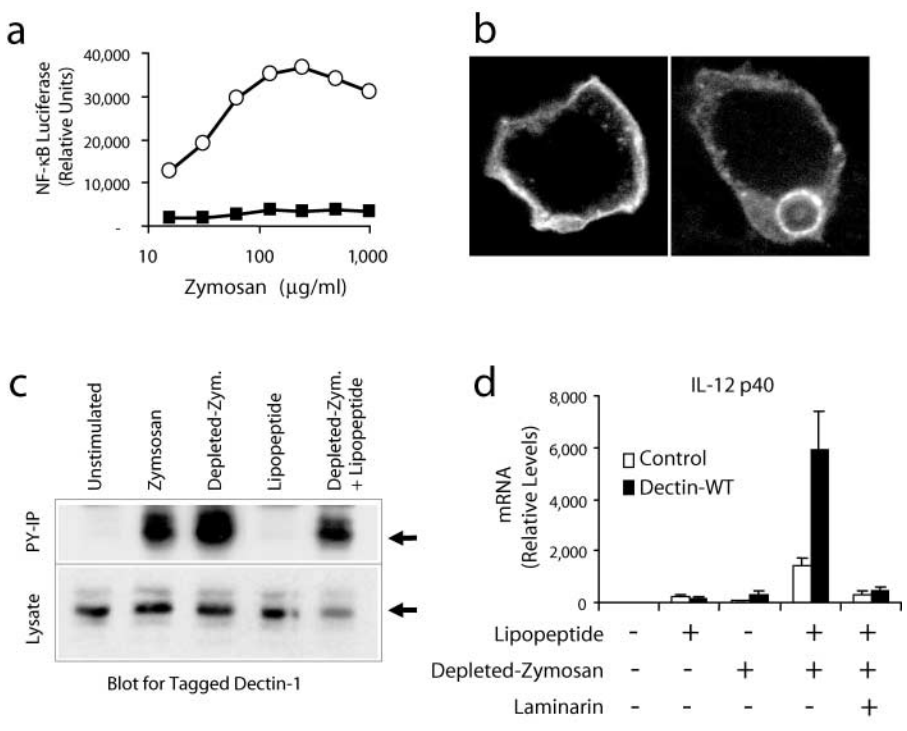 a
NF-κB Luciferase
(Relative Units)
40,000
30,000
20,000
10,000
-
10
100
1,000
Zymosan (μg/ml)
b
c
Unstimulated
Zymsosan
Depleted-Zym.
Lipopeptide
Depleted-Zym.
+ Lipopeptide
PY-IP
Lysate
Blot for Tagged Dectin-1
d
IL-12 p40
mRNA
(Relative Levels)
8,000
6,000
4,000
2,000
0
Control
Dectin-WT
Lipopeptide - + - + +
Depleted-Zymosan - - + + +
Laminarin - - - - +